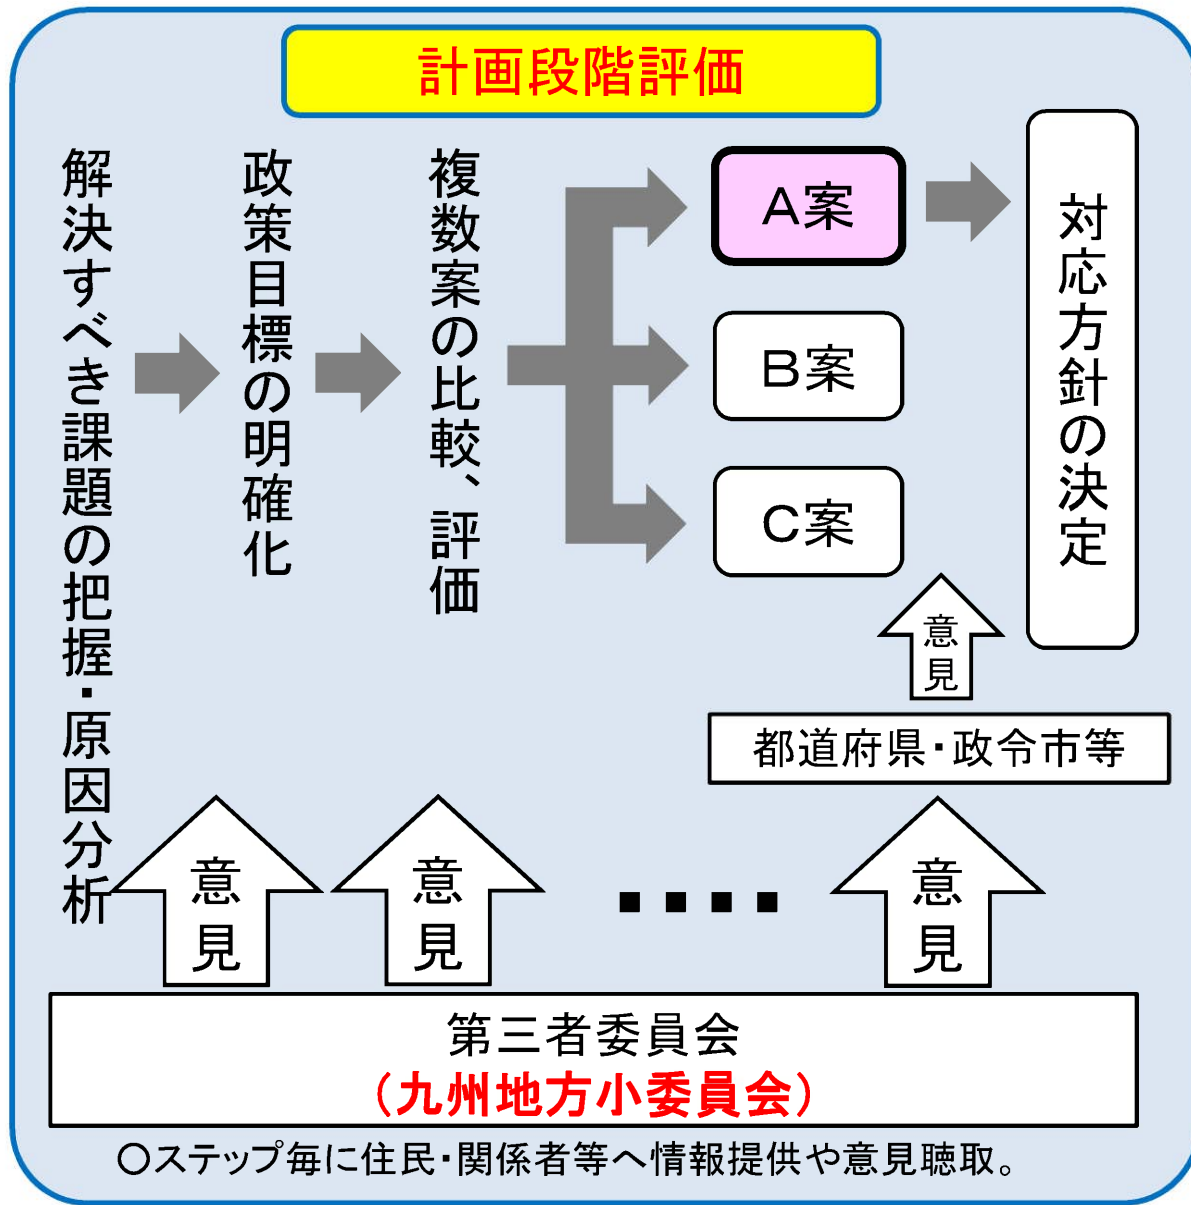 計画段階評価
解決すべき課題の把握・原因分析
政策目標の明確化
複数案の比較、評価
A案
B案
C案
対応方針の決定
意見
都道府県・政令市等
意見
意見
・・・・
意見
第三者委員会
（九州地方小委員会）
○ステップ毎に住民・関係者等へ情報提供や意見聴取。